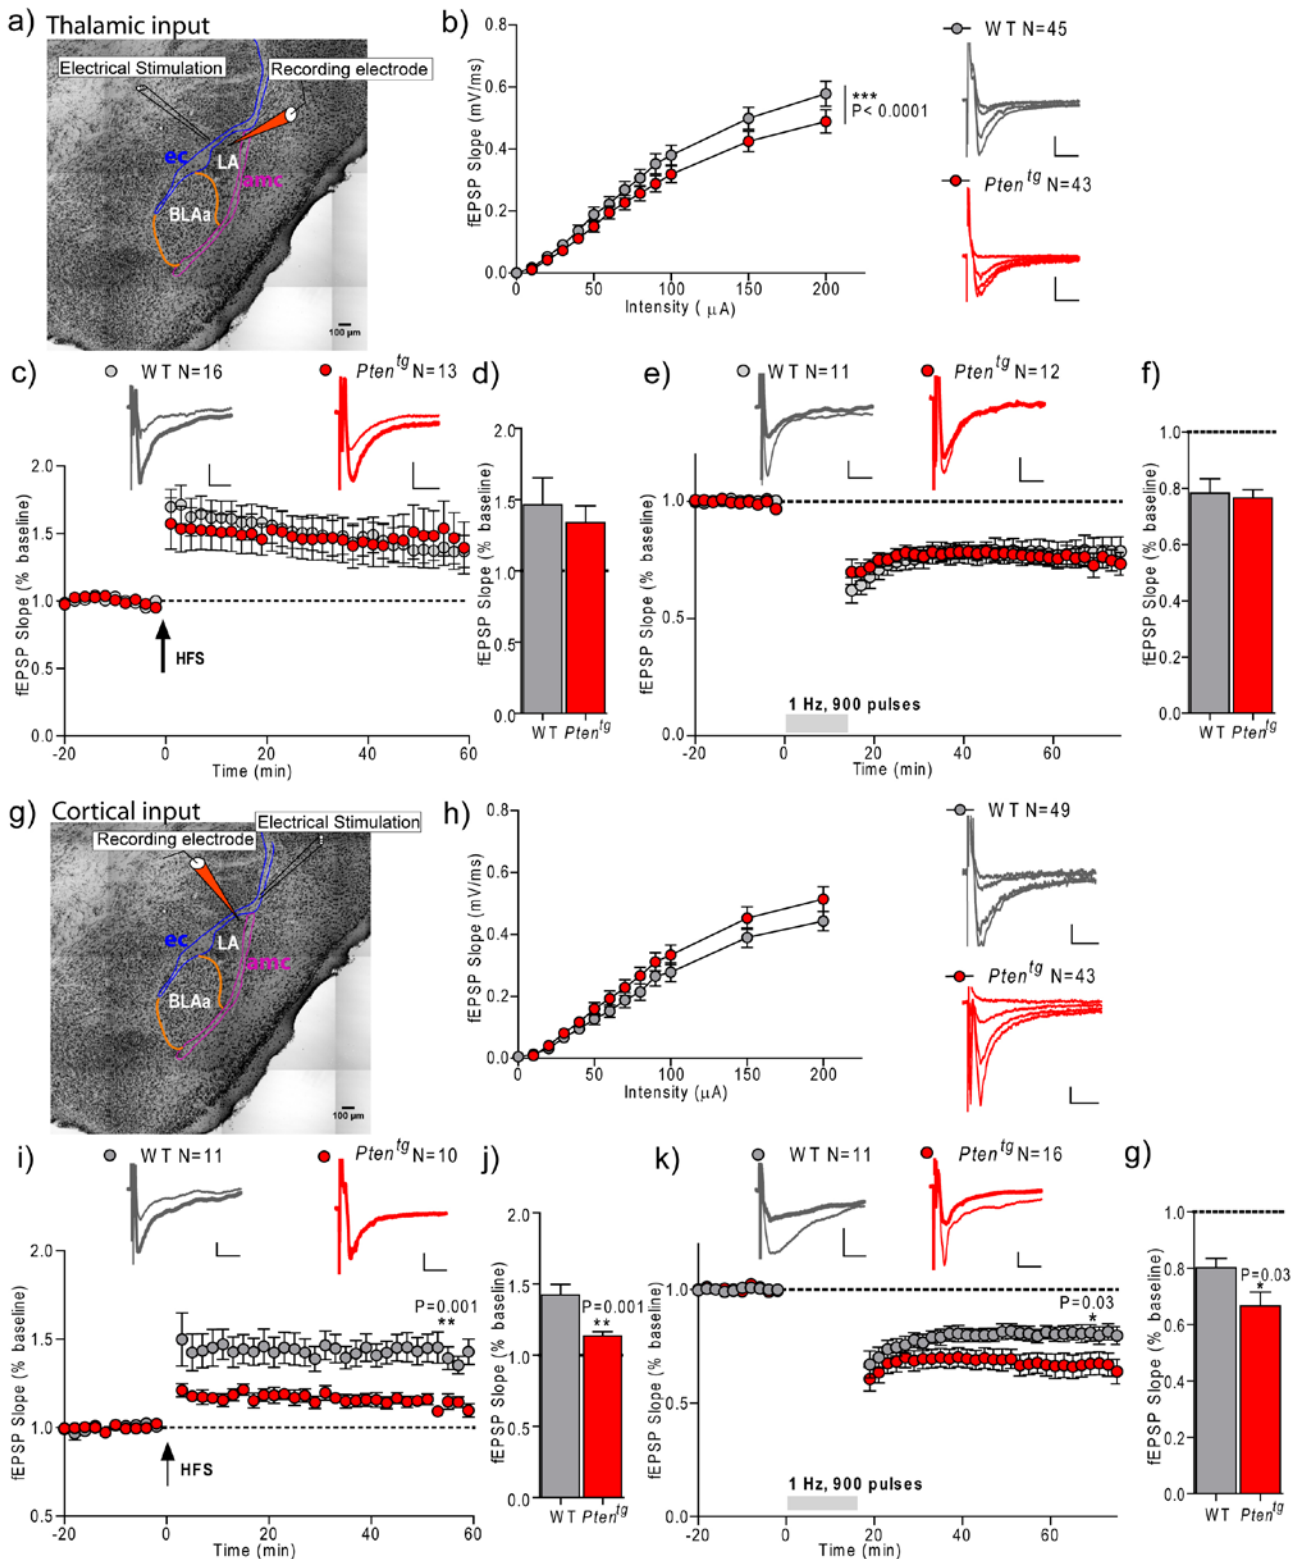 a) Thalamic input
Electrical Stimulation
Recording electrode
ec
LA
amc
BLAa
100 µm
b)
fEPSP Slope (mV/ms)
0.8
0.6
0.4
0.2
0.0
0
50
100
150
200
Intensity ( µA)
***
P< 0.0001
WT N=45
Pten^tg N=43
c)
WT N=16
Pten^tg N=13
fEPSP Slope (% baseline)
2.0
1.5
1.0
0.5
0.0
HFS
-20
0
20
40
60
Time (min)
d)
fEPSP Slope (% baseline)
2.0
1.5
1.0
0.5
0.0
WT Pten^tg
e)
WT N=11
Pten^tg N=12
fEPSP Slope (% baseline)
1.0
0.5
0.0
1 Hz, 900 pulses
-20
0
20
40
60
Time (min)
f)
fEPSP Slope (% baseline)
1.0
0.8
0.6
0.4
0.2
0.0
WT Pten^tg
g) Cortical input
Electrical Stimulation
Recording electrode
ec
LA
amc
BLAa
100 µm
h)
fEPSP Slope (mV/ms)
0.8
0.6
0.4
0.2
0.0
0
50
100
150
200
Intensity (µA)
WT N=49
Pten^tg N=43
i)
WT N=11
Pten^tg N=10
fEPSP Slope (% baseline)
2.0
1.5
1.0
0.5
P=0.001
**
HFS
-20
0
20
40
60
Time (min)
j)
fEPSP Slope (% baseline)
2.0
1.5
1.0
0.5
0.0
P=0.001
**
WT Pten^tg
k)
WT N=11
Pten^tg N=16
fEPSP Slope (% baseline)
1.0
0.5
0.0
P=0.03
*
1 Hz, 900 pulses
-20
0
20
40
60
Time (min)
g)
fEPSP Slope (% baseline)
1.0
0.8
0.6
0.4
0.2
0.0
P=0.03
*
WT Pten^tg